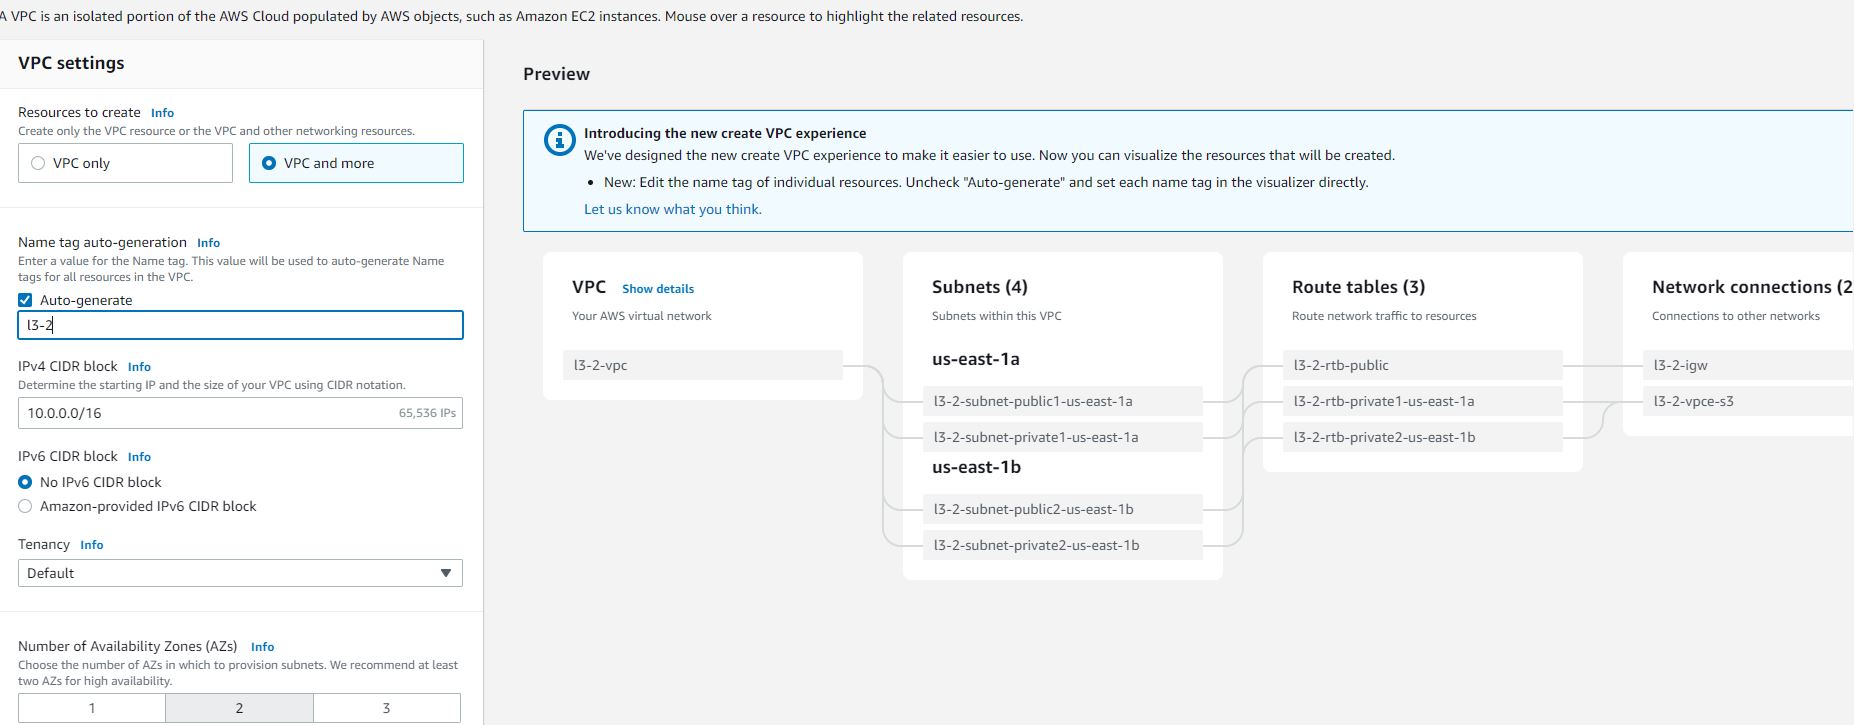 A VPC is an isolated portion of the AWS Cloud populated by AWS objects, such as Amazon EC2 instances. Mouse over a resource to highlight the related resources.
VPC settings
Resources to create Info
Create only the VPC resource or the VPC and other networking resources.
VPC only
VPC and more
Name tag auto-generation Info
Enter a value for the Name tag. This value will be used to auto-generate Name
tags for all resources in the VPC.
Auto-generate
l3-2
IPv4 CIDR block Info
Determine the starting IP and the size of your VPC using CIDR notation.
10.0.0.0/16 65,536 IPs
IPv6 CIDR block Info
No IPv6 CIDR block
Amazon-provided IPv6 CIDR block
Tenancy Info
Default
Number of Availability Zones (AZs) Info
Choose the number of AZs in which to provision subnets. We recommend at least
two AZs for high availability.
1 2 3
Preview
Introducing the new create VPC experience
We've designed the new create VPC experience to make it easier to use. Now you can visualize the resources that will be created.
• New: Edit the name tag of individual resources. Uncheck "Auto-generate" and set each name tag in the visualizer directly.
Let us know what you think.
VPC Show details
Your AWS virtual network
l3-2-vpc
Subnets (4)
Subnets within this VPC
us-east-1a
l3-2-subnet-public1-us-east-1a
l3-2-subnet-private1-us-east-1a
us-east-1b
l3-2-subnet-public2-us-east-1b
l3-2-subnet-private2-us-east-1b
Route tables (3)
Route network traffic to resources
l3-2-rtb-public
l3-2-rtb-private1-us-east-1a
l3-2-rtb-private2-us-east-1b
Network connections (2
Connections to other networks
l3-2-igw
l3-2-vpce-s3